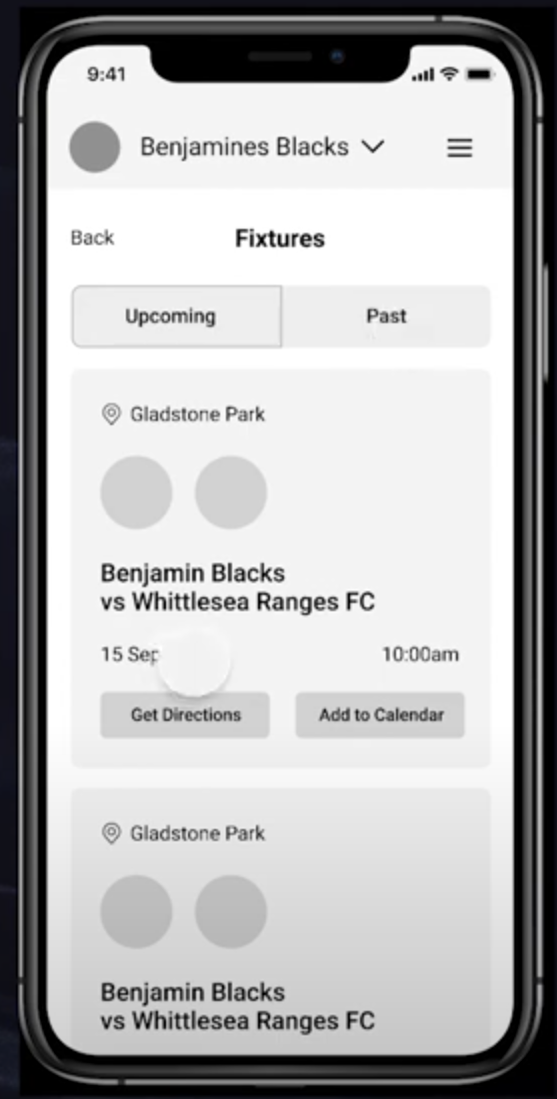 9:41
Benjamines Blacks
Back
Fixtures
Upcoming
Past
Gladstone Park
Benjamin Blacks
vs Whittlesea Ranges FC
15 Sep
10:00am
Get Directions
Add to Calendar
Gladstone Park
Benjamin Blacks
vs Whittlesea Ranges FC